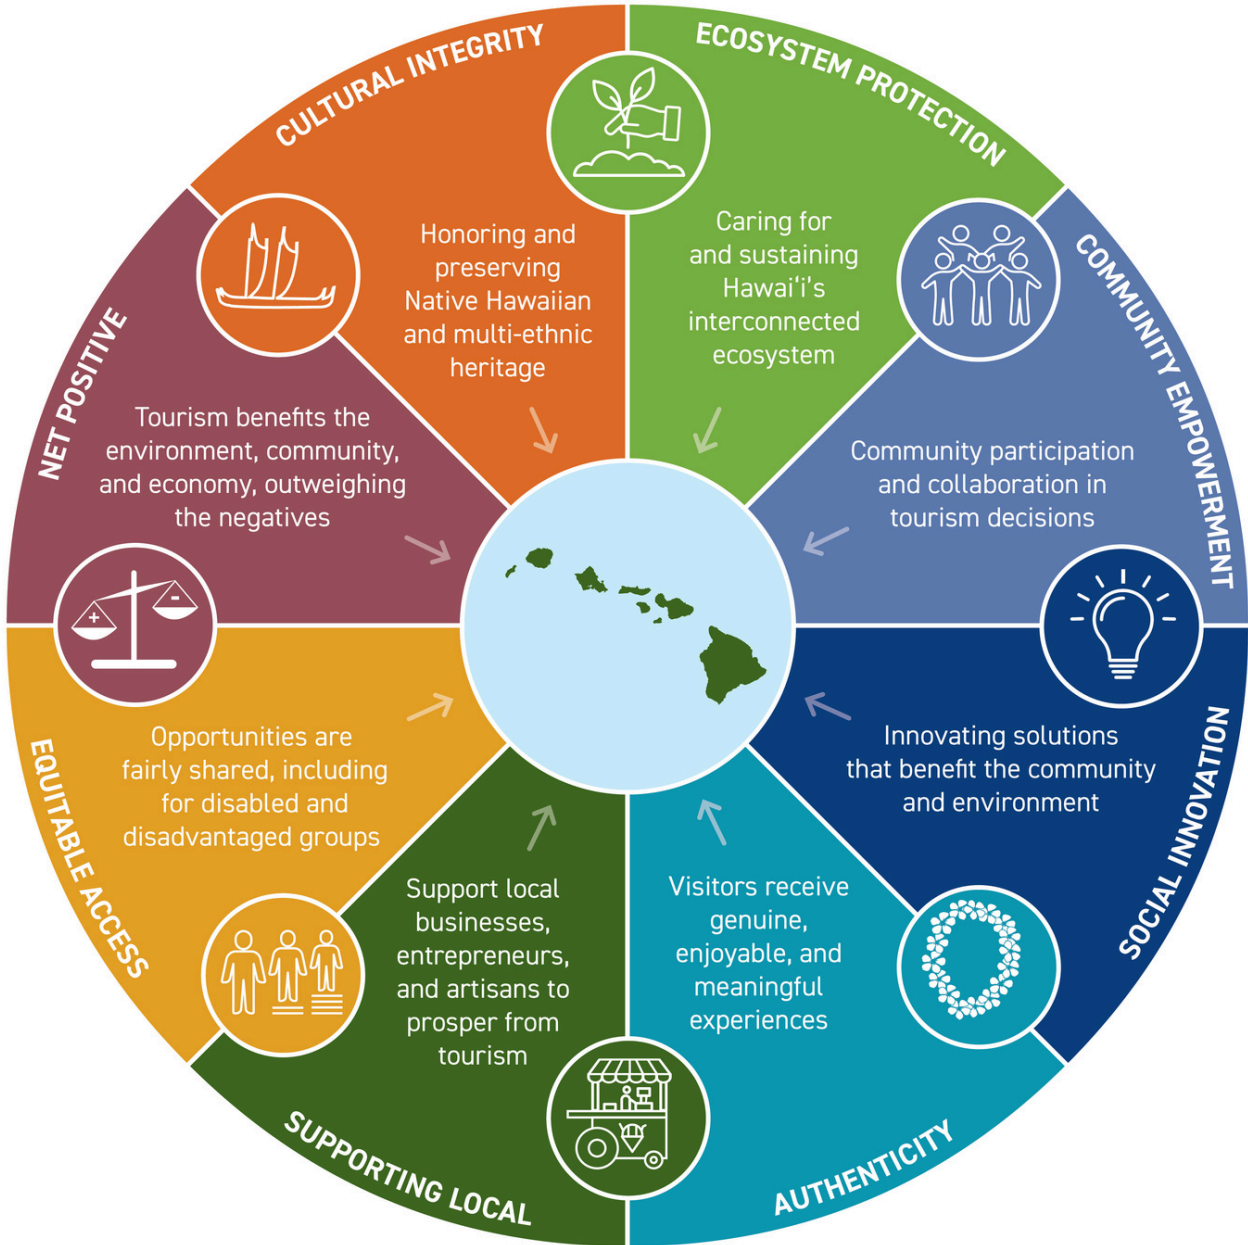 CULTURAL INTEGRITY
Honoring and
preserving
Native Hawaiian
and multi-ethnic
heritage
ECOSYSTEM PROTECTION
Caring for
and sustaining
Hawaiʻi’s
interconnected
ecosystem
COMMUNITY EMPOWERMENT
Community participation
and collaboration in
tourism decisions
SOCIAL INNOVATION
Innovating solutions
that benefit the community
and environment
AUTHENTICITY
Visitors receive
genuine,
enjoyable, and
meaningful
experiences
SUPPORTING LOCAL
Support local
businesses,
entrepreneurs,
and artisans to
prosper from
tourism
EQUITABLE ACCESS
Opportunities are
fairly shared, including
for disabled and
disadvantaged groups
NET POSITIVE
Tourism benefits the
environment, community,
and economy, outweighing
the negatives
+
-